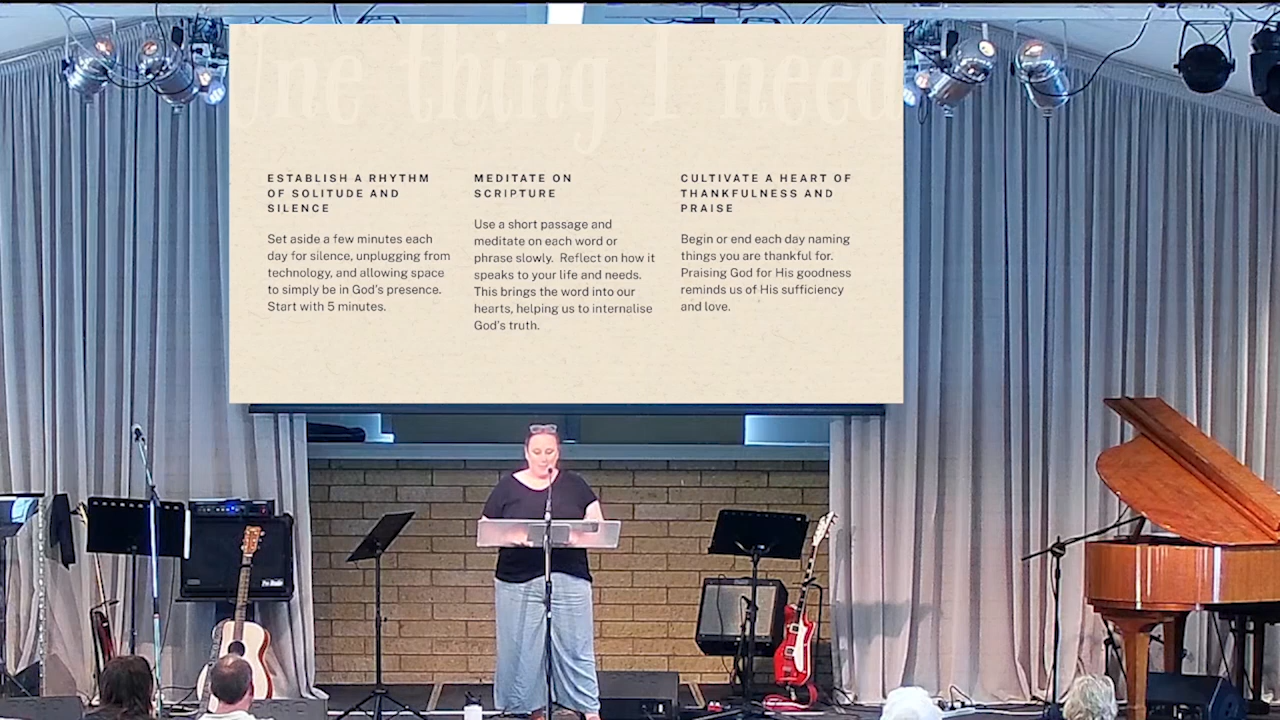 One thing I need
ESTABLISH A RHYTHM
OF SOLITUDE AND
SILENCE
Set aside a few minutes each
day for silence, unplugging from
technology, and allowing space
to simply be in God's presence.
Start with 5 minutes.
MEDITATE ON
SCRIPTURE
Use a short passage and
meditate on each word or
phrase slowly. Reflect on how it
speaks to your life and needs.
This brings the word into our
hearts, helping us to internalise
God's truth.
CULTIVATE A HEART OF
THANKFULNESS AND
PRAISE
Begin or end each day naming
things you are thankful for.
Praising God for His goodness
reminds us of His sufficiency
and love.